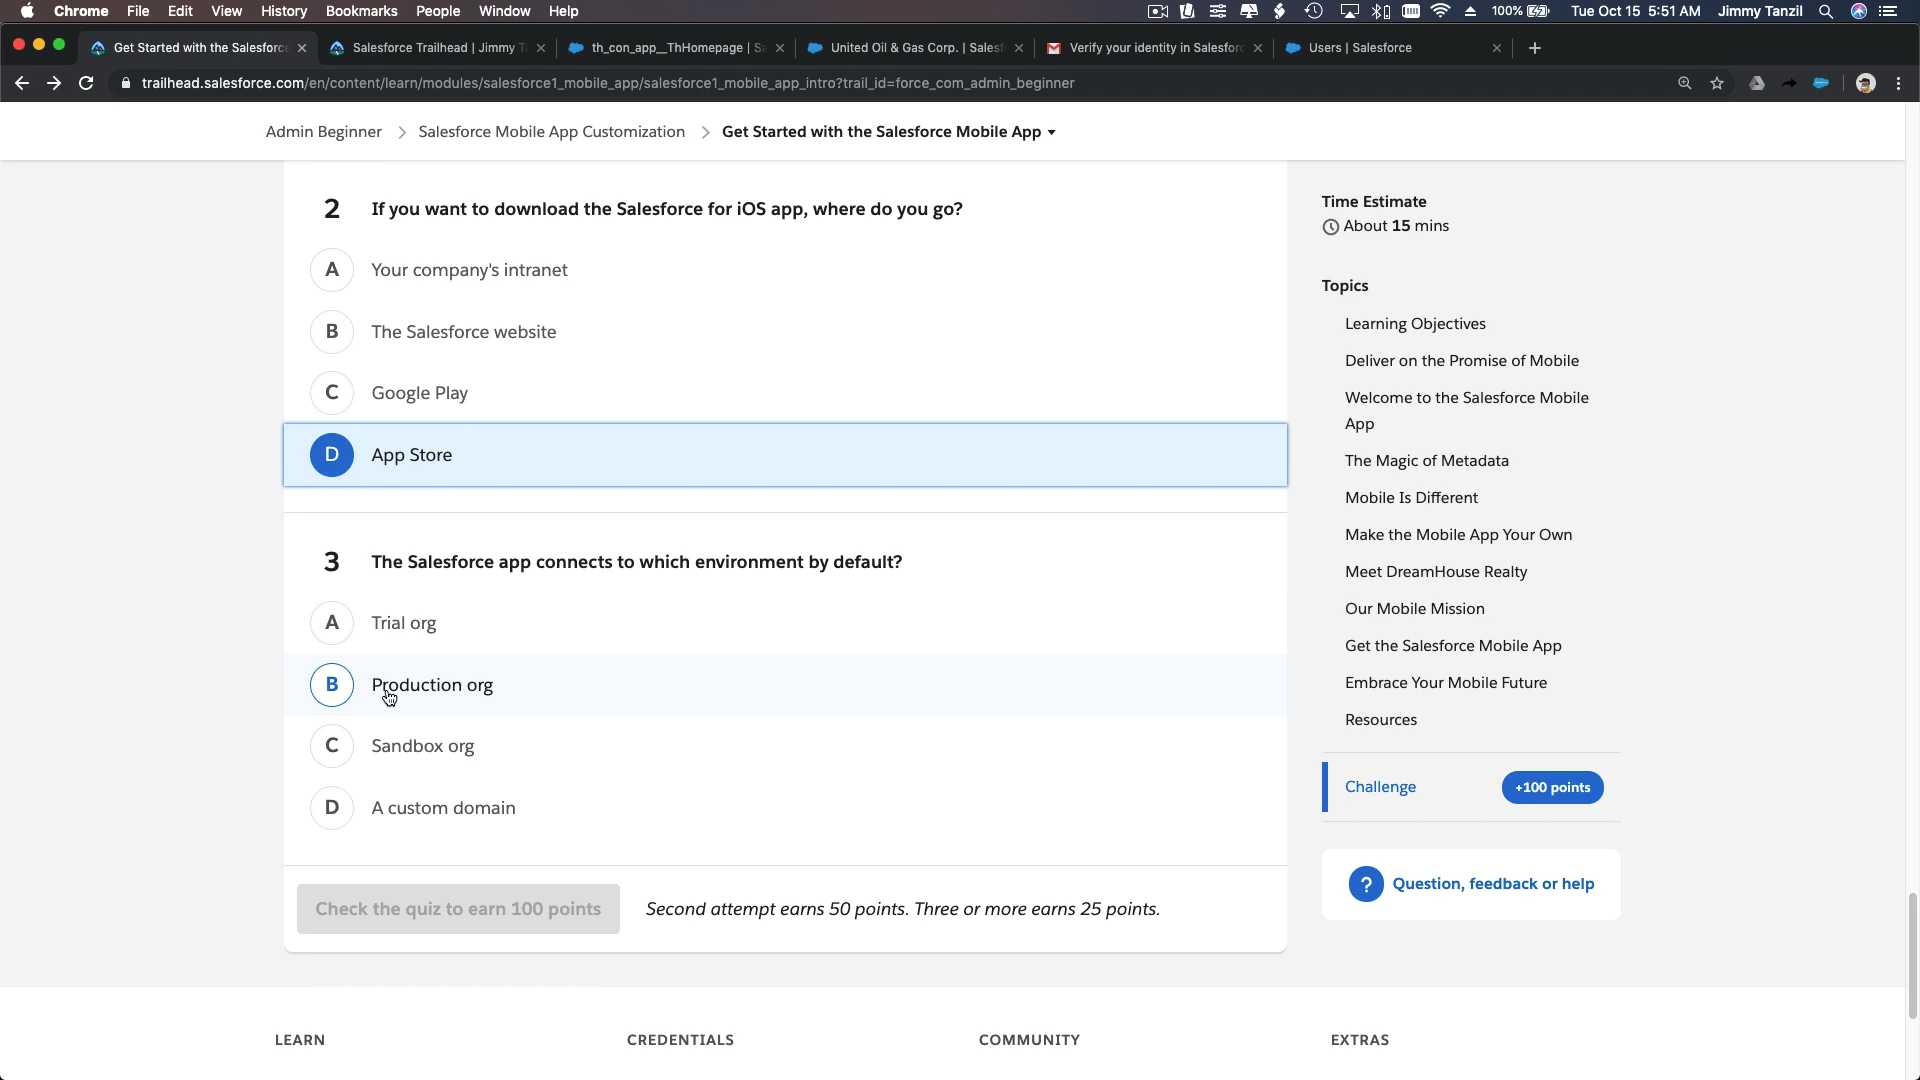 Chrome File Edit View History Bookmarks People Window Help 100% Tue Oct 15 5:51 AM Jimmy Tanzil
Get Started with the Salesforce Salesforce Trailhead | Jimmy T th_con_app__ThHomepage | Sa United Oil & Gas Corp. | Salesf Verify your identity in Salesforc Users | Salesforce
trailhead.salesforce.com/en/content/learn/modules/salesforce1_mobile_app/salesforce1_mobile_app_intro?trail_id=force_com_admin_beginner
Admin Beginner > Salesforce Mobile App Customization > Get Started with the Salesforce Mobile App
2 If you want to download the Salesforce for iOS app, where do you go?
A Your company's intranet
B The Salesforce website
C Google Play
D App Store
3 The Salesforce app connects to which environment by default?
A Trial org
B Production org
C Sandbox org
D A custom domain
Check the quiz to earn 100 points Second attempt earns 50 points. Three or more earns 25 points.
Time Estimate
About 15 mins
Topics
Learning Objectives
Deliver on the Promise of Mobile
Welcome to the Salesforce Mobile
App
The Magic of Metadata
Mobile Is Different
Make the Mobile App Your Own
Meet DreamHouse Realty
Our Mobile Mission
Get the Salesforce Mobile App
Embrace Your Mobile Future
Resources
Challenge +100 points
? Question, feedback or help
LEARN CREDENTIALS COMMUNITY EXTRAS